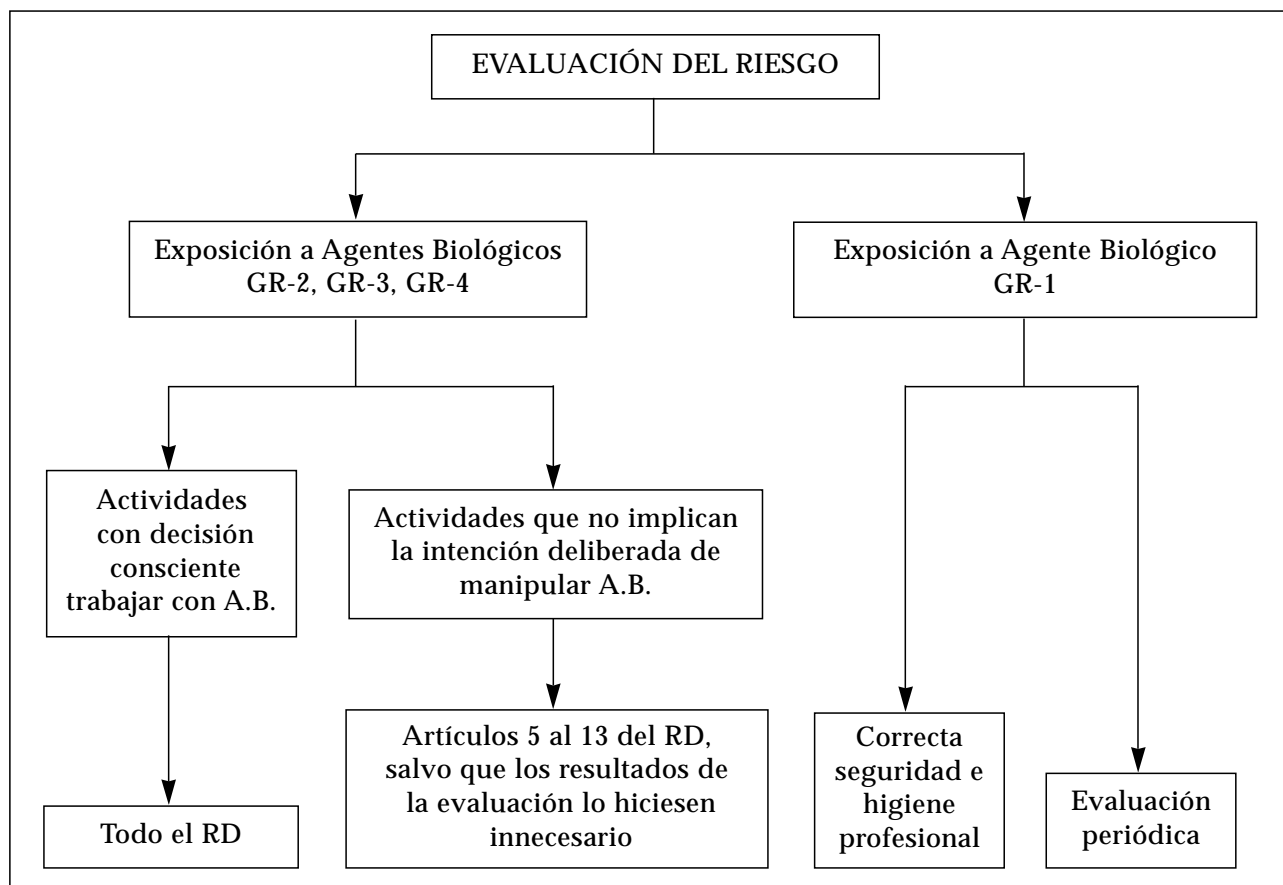 EVALUACIÓN DEL RIESGO
Exposición a Agentes Biológicos
GR-2, GR-3, GR-4
Exposición a Agente Biológico
GR-1
Actividades
con decisión
consciente
trabajar con A.B.
Actividades que no implican
la intención deliberada de
manipular A.B.
Todo el RD
Artículos 5 al 13 del RD,
salvo que los resultados de
la evaluación lo hiciesen
innecesario
Correcta
seguridad e
higiene
profesional
Evaluación
periódica